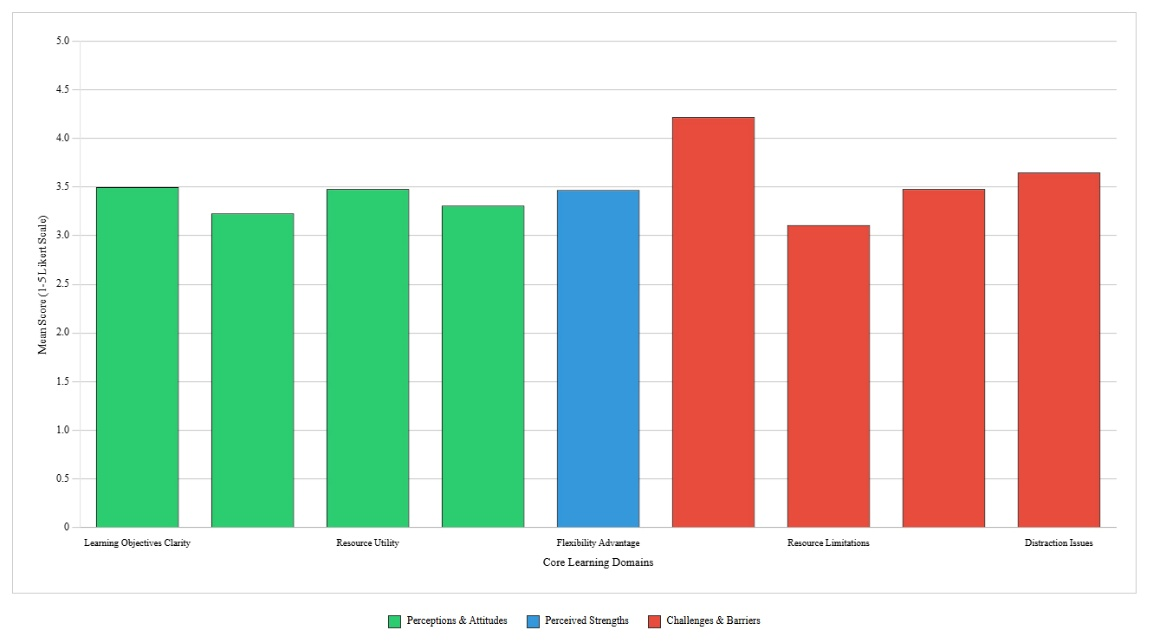 5.0
4.5
4.0
3.5
3.0
2.5
2.0
1.5
1.0
0.5
0
Mean Score (1-5 Likert Scale)
Learning Objectives Clarity
Resource Utility
Flexibility Advantage
Resource Limitations
Distraction Issues
Core Learning Domains
Perceptions & Attitudes
Perceived Strengths
Challenges & Barriers